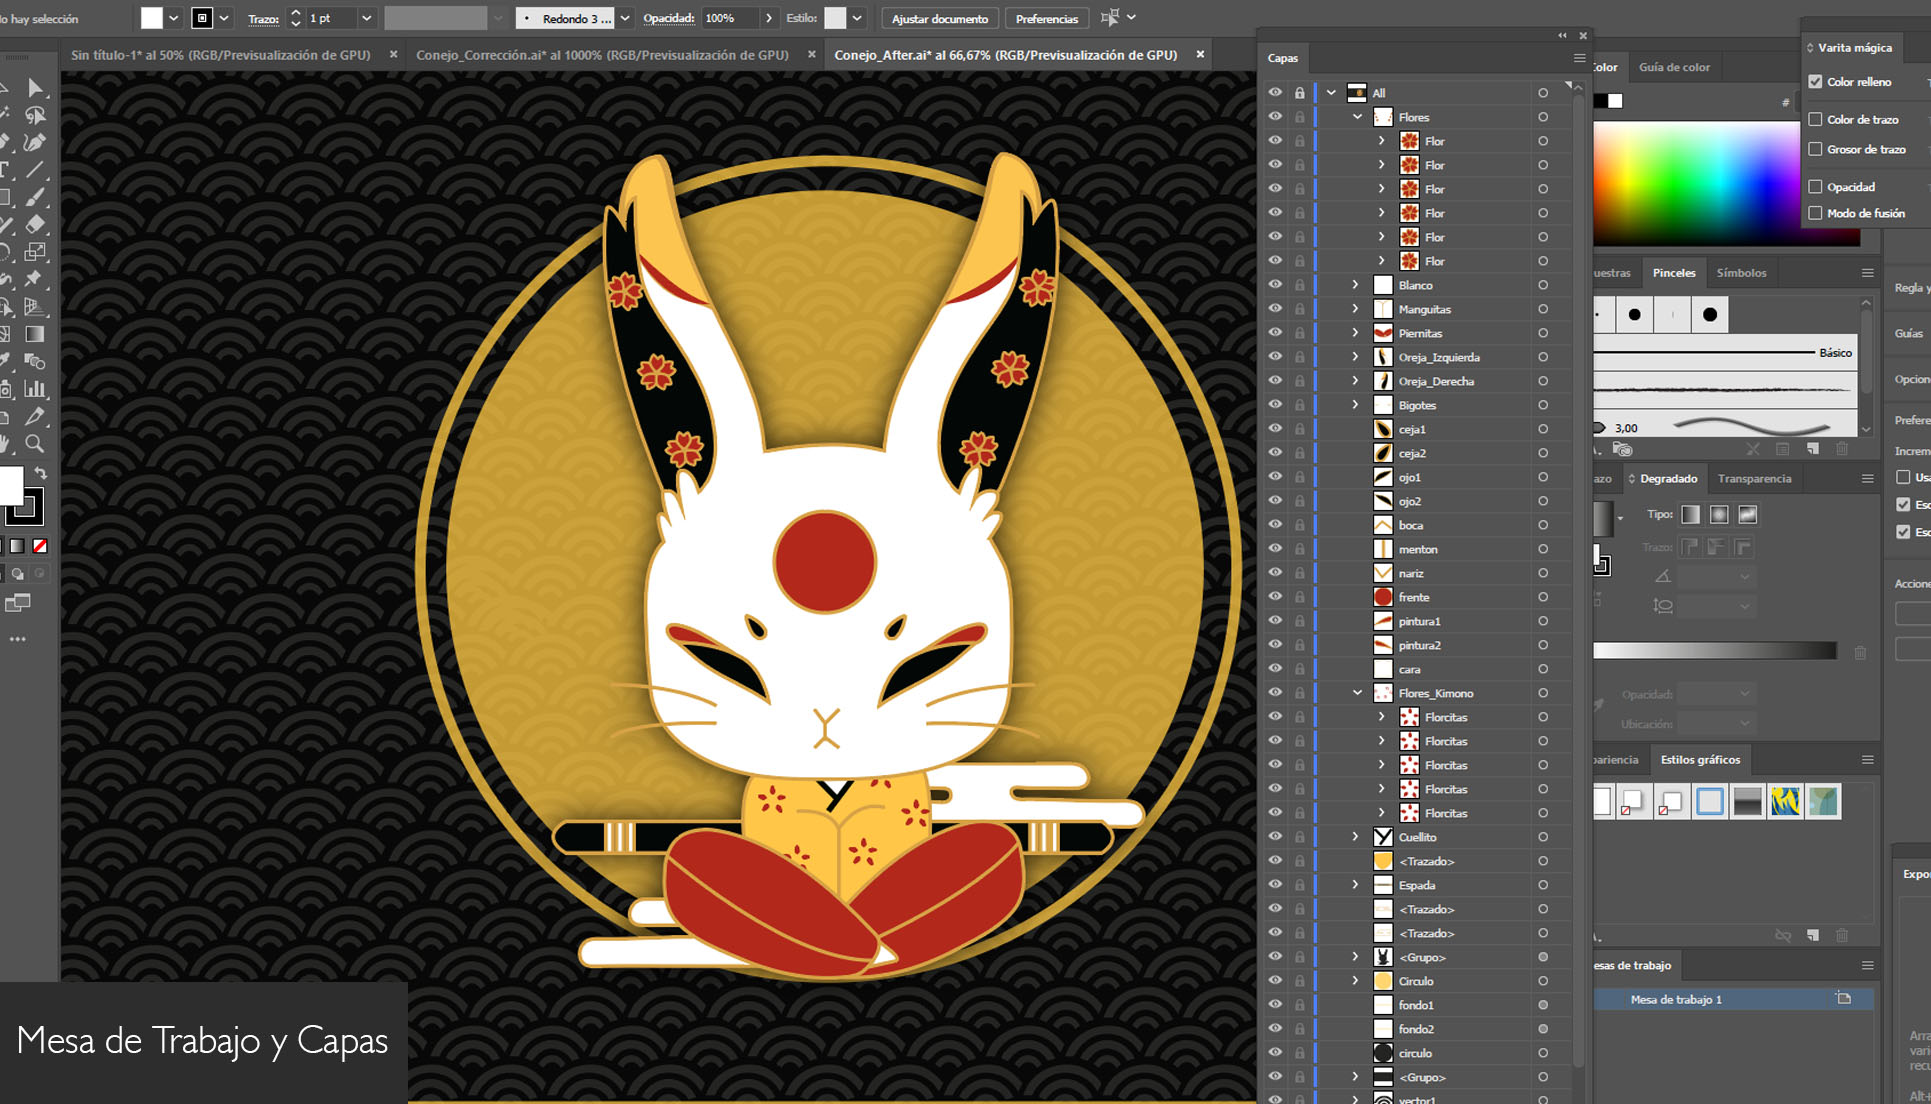 lo hay selección
Trazo:
1 pt
Redondo 3 ...
Opacidad:
100%
Estilo:
Ajustar documento
Preferencias
Sin título-1* al 50% (RGB/Previsualización de GPU)
Conejo_Corrección.ai* al 1000% (RGB/Previsualización de GPU)
Conejo_After.ai* al 66,67% (RGB/Previsualización de GPU)
Capas
All
Flores
Flor
Flor
Flor
Flor
Flor
Flor
Blanco
Manguitas
Piernitas
Oreja_Izquierda
Oreja_Derecha
Bigotes
ceja1
ceja2
ojo1
ojo2
boca
menton
nariz
frente
pintura1
pintura2
cara
Flores_Kimono
Florcitas
Florcitas
Florcitas
Florcitas
Florcitas
Cuellito
<Trazado>
Espada
<Trazado>
<Trazado>
<Grupo>
Circulo
fondo1
fondo2
circulo
<Grupo>
vector1
olor
Guía de color
#
Varita mágica
Color relleno
Color de trazo
Grosor de trazo
Opacidad
Modo de fusión
uestras
Pinceles
Símbolos
Básico
3,00
azo
Degradado
Transparencia
Tipo:
Trazo:
Opacidad:
Ubicación:
pariencia
Estilos gráficos
esas de trabajo
Mesa de trabajo 1
Regla y
Guías
Opcion
Prefere
Increm
Usa
Esc
Esc
Accione
Expor
Arra
vari
recu
Alt-
Mesa de Trabajo y Capas